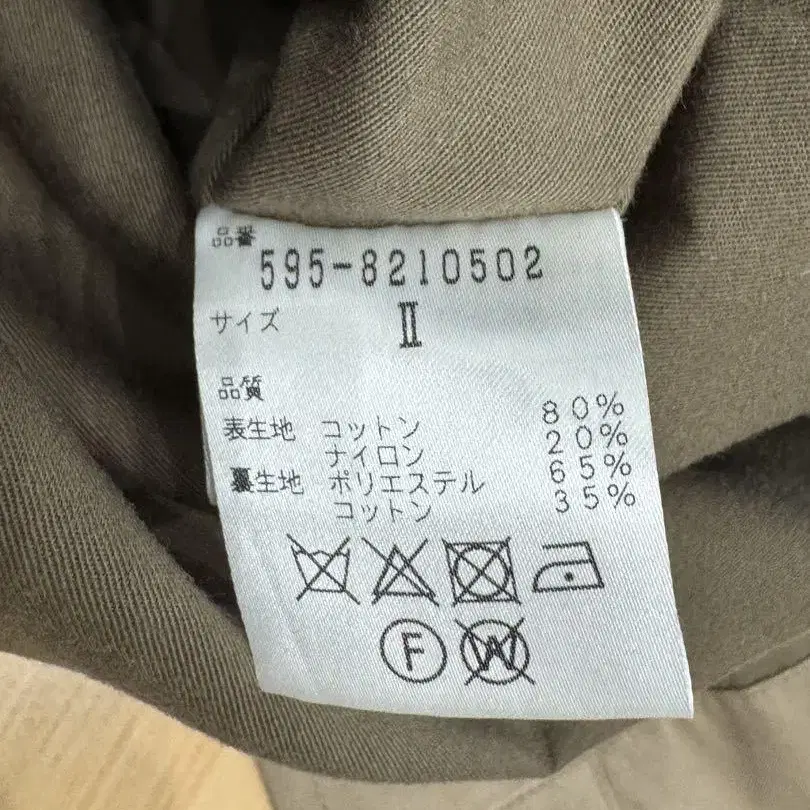 品番
595-8210502
サイズ Ⅱ
品質
表生地 コットン 80%
ナイロン 20%
裏生地 ポリエステル 65%
コットン 35%
F W